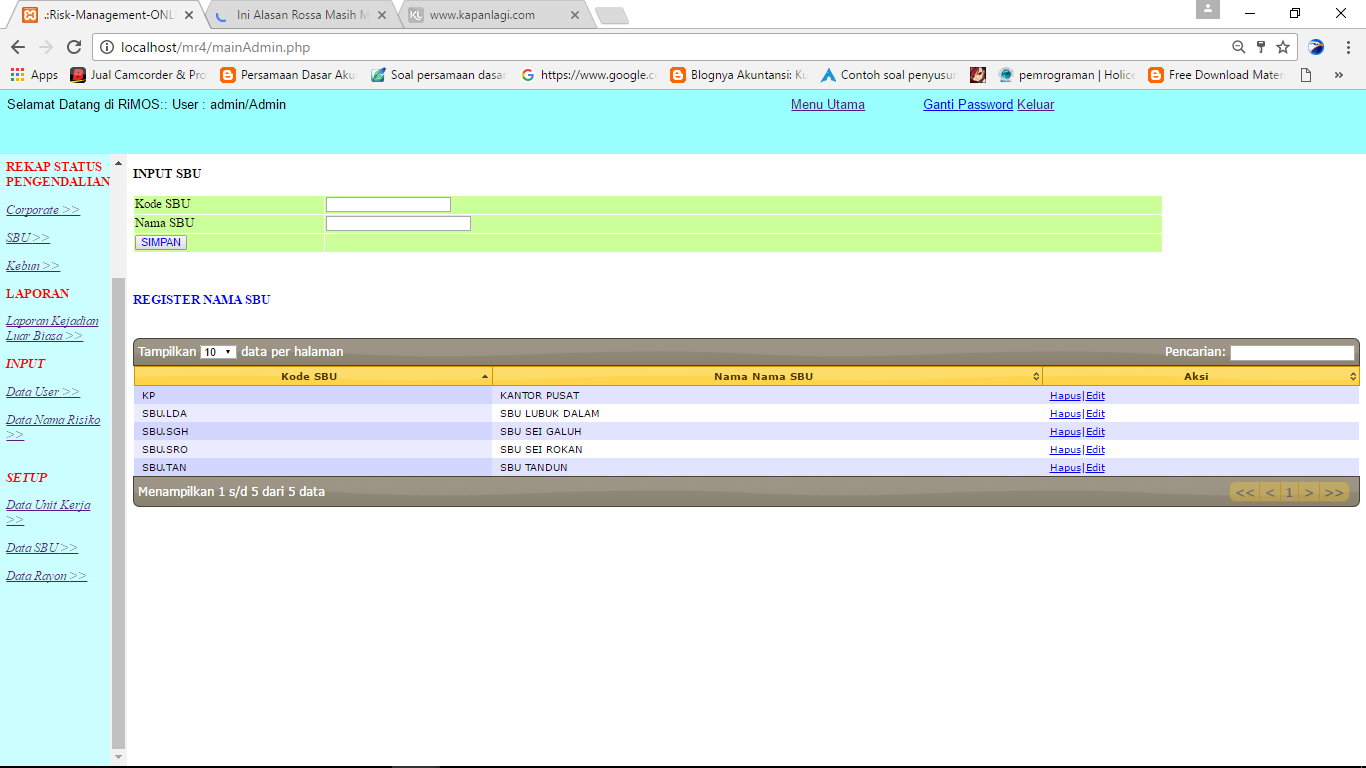 .:Risk-Management-ONL
Ini Alasan Rossa Masih M
KL www.kapanlagi.com
localhost/mr4/mainAdmin.php
Apps Jual Camcorder & Pro Persamaan Dasar Aku Soal persamaan dasar https://www.google.c Blognya Akuntansi: Ku Contoh soal penyusun pemrograman | Holice Free Download Mater »
Selamat Datang di RiMOS:: User : admin/Admin Menu Utama Ganti Password Keluar
REKAP STATUS
PENGENDALIAN
Corporate >>
SBU >>
Kebun >>
LAPORAN
Laporan Kejadian
Luar Biasa >>
INPUT
Data User >>
Data Nama Risiko
>>
SETUP
Data Unit Kerja
>>
Data SBU >>
Data Rayon >>
INPUT SBU
Kode SBU
Nama SBU
SIMPAN
REGISTER NAMA SBU
Tampilkan 10 data per halaman Pencarian:
Kode SBU Nama Nama SBU Aksi
KP KANTOR PUSAT Hapus|Edit
SBU.LDA SBU LUBUK DALAM Hapus|Edit
SBU.SGH SBU SEI GALUH Hapus|Edit
SBU.SRO SBU SEI ROKAN Hapus|Edit
SBU.TAN SBU TANDUN Hapus|Edit
Menampilkan 1 s/d 5 dari 5 data << < 1 > >>